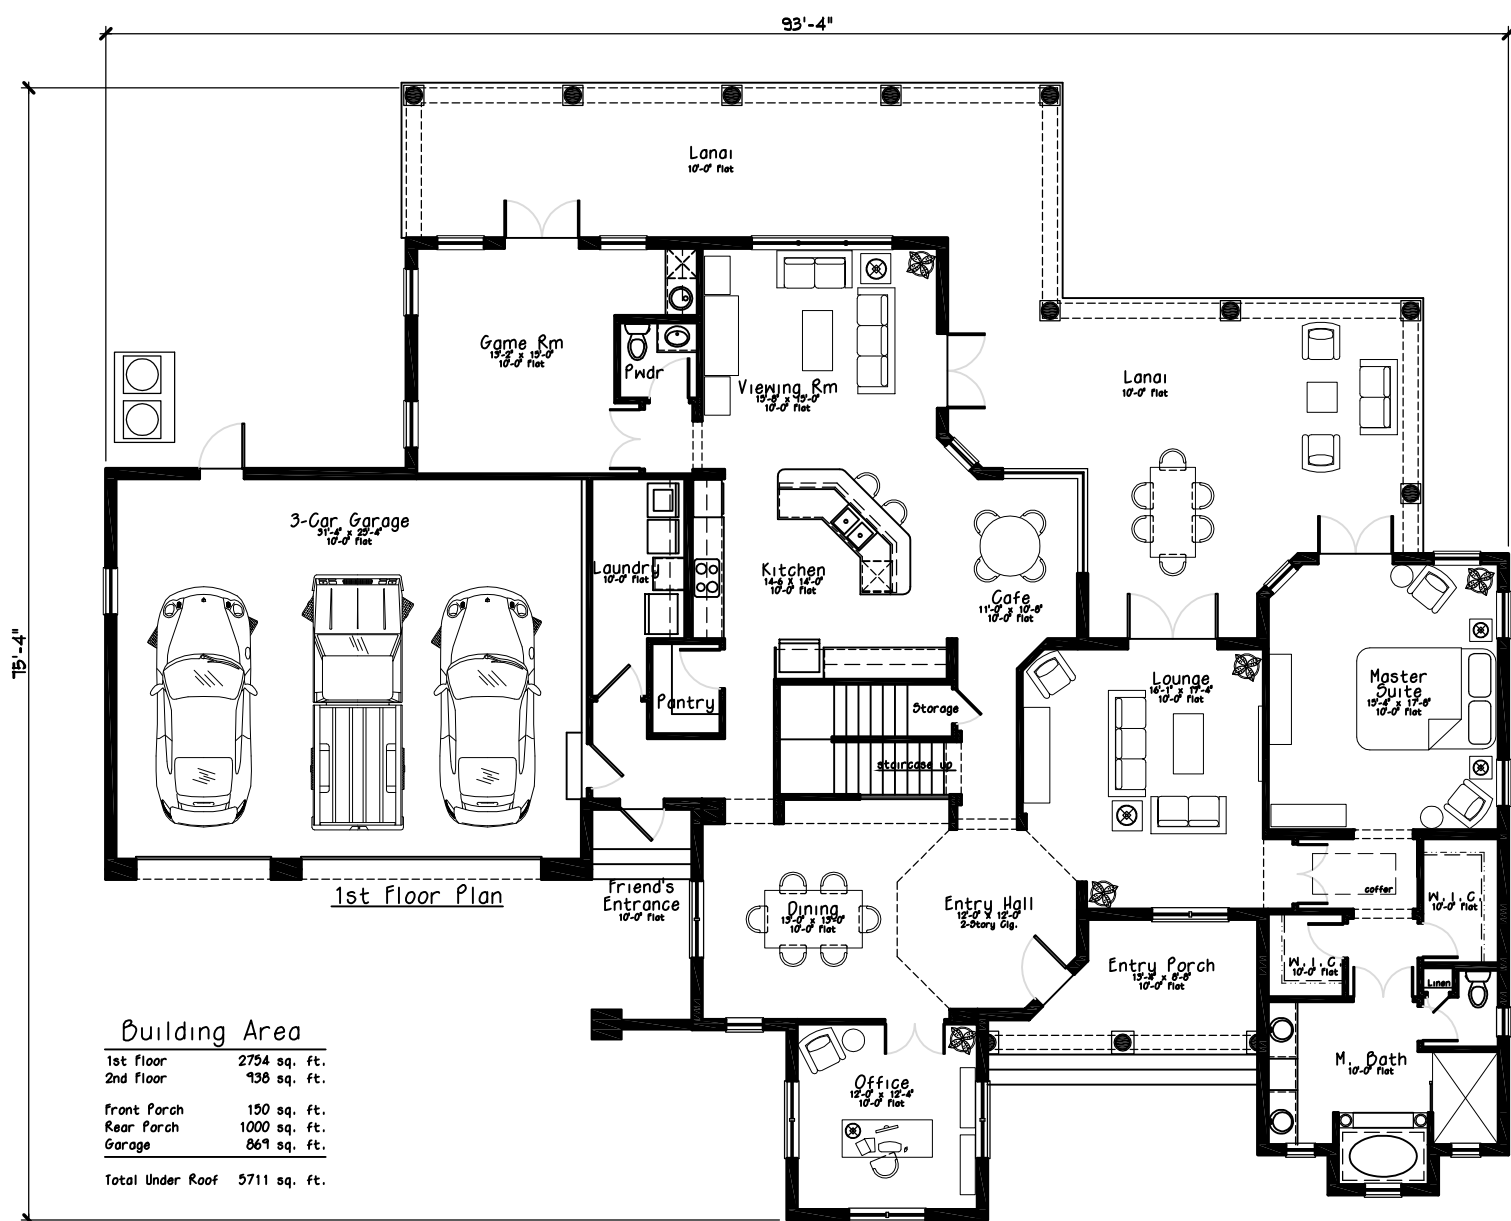 93'-4"
75'-4"
Lanai
10'-0" Flat
Game Rm
10'-0" Flat
Pwdr
Viewing Rm
15'-8" x 15'-0"
10'-0" Flat
Lanai
10'-0" Flat
3-Car Garage
31'-4" x 25'-4"
10'-0" Flat
Laundry
10'-0" Flat
Kitchen
14-6 X 14'-0"
10'-0" Flat
Cafe
11'-0" x 10'-8"
10'-0" Flat
Pantry
Storage
staircase up
Lounge
16'-1" x 17'-4"
10'-0" Flat
Master
Suite
15'-4" x 17'-8"
10'-0" Flat
1st Floor Plan
Friend's
Entrance
10'-0" Flat
Dining
13'-0" x 13'-0"
10'-0" Flat
Entry Hall
12'-0" X 12'-0"
2-Story Clg.
coffer
W.I.C.
10'-0" Flat
W.I.C.
10'-0" Flat
Linen
Entry Porch
13'-4" x 8'-8"
10'-0" Flat
M. Bath
10'-0" Flat
Office
12'-0" x 12'-4"
10'-0" Flat
Building Area
1st Floor 2754 sq. ft.
2nd Floor 938 sq. ft.
Front Porch 150 sq. ft.
Rear Porch 1000 sq. ft.
Garage 869 sq. ft.
Total Under Roof 5711 sq. ft.